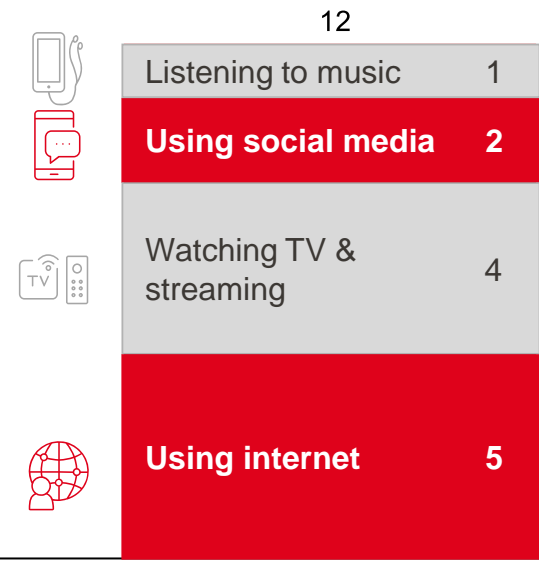 12
Listening to music 1
Using social media 2
Watching TV &
streaming 4
TV
Using internet 5